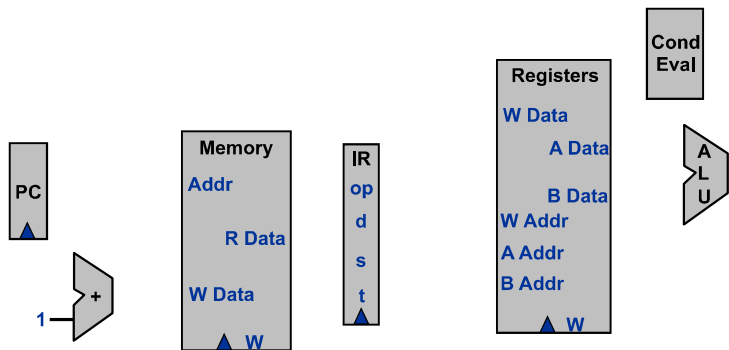 PC
1
+
Memory
Addr
R Data
W Data
W
IR
op
d
s
t
Registers
W Data
A Data
B Data
W Addr
A Addr
B Addr
W
Cond
Eval
A
L
U